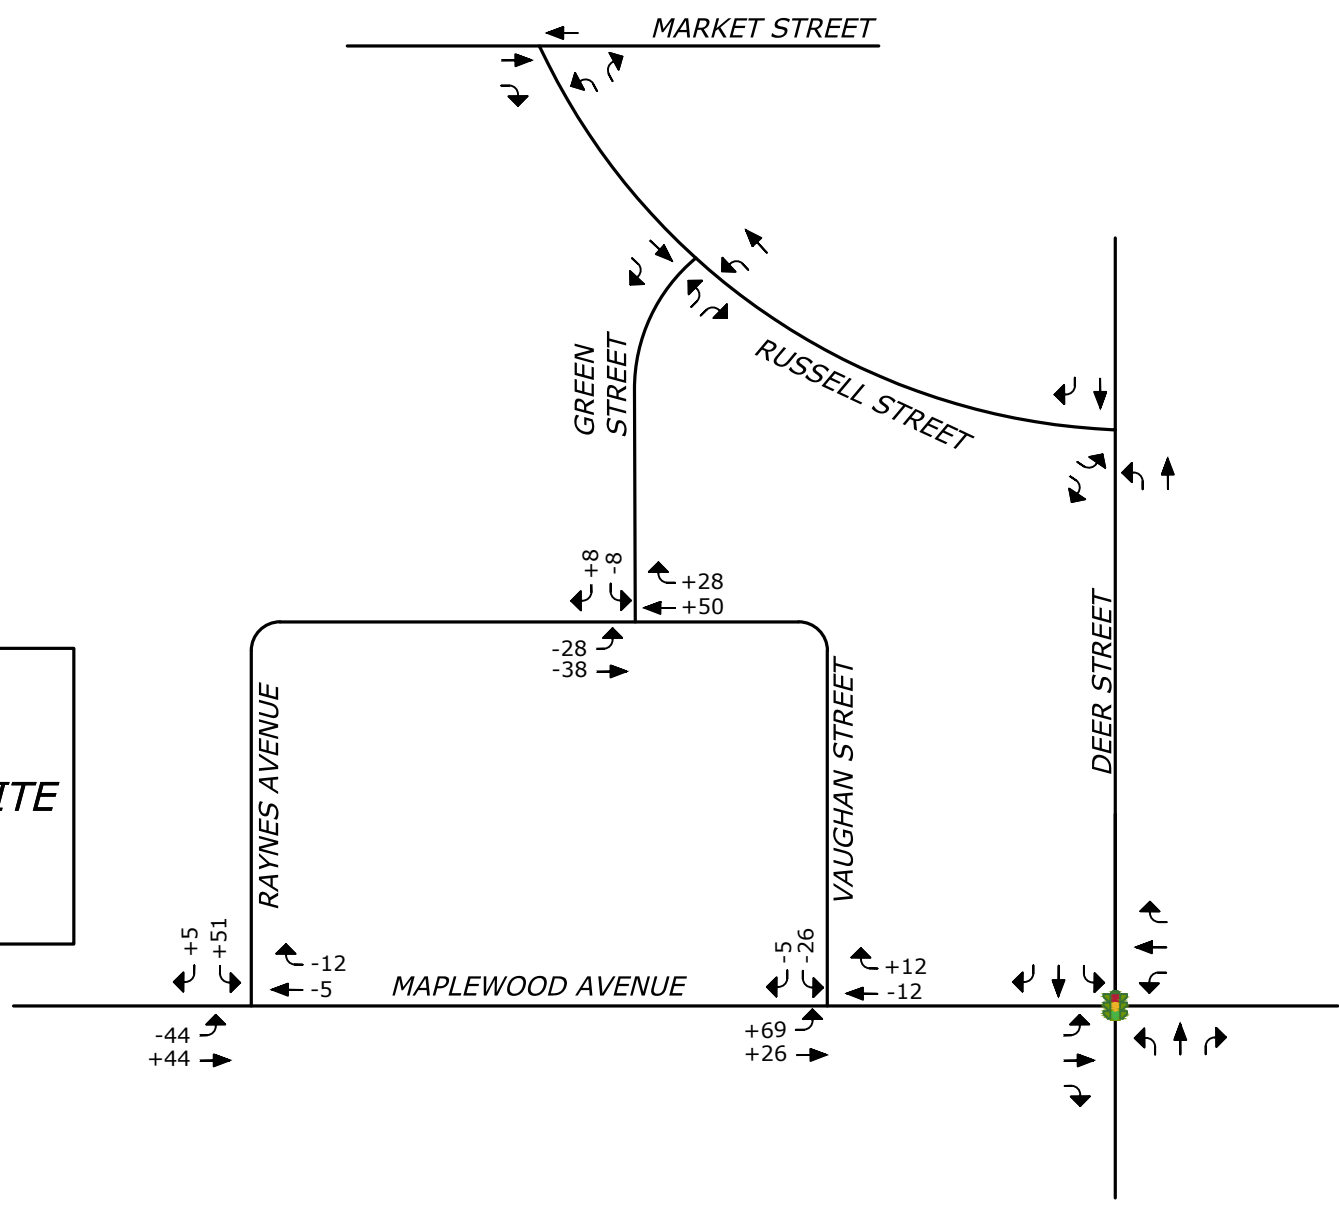 MARKET STREET
GREEN
STREET
RUSSELL STREET
+8
-8
+28
+50
-28
-38
DEER STREET
RAYNES AVENUE
VAUGHAN STREET
ITE
+5
+51
-12
-5
MAPLEWOOD AVENUE
-5
-26
+12
-12
-44
+44
+69
+26